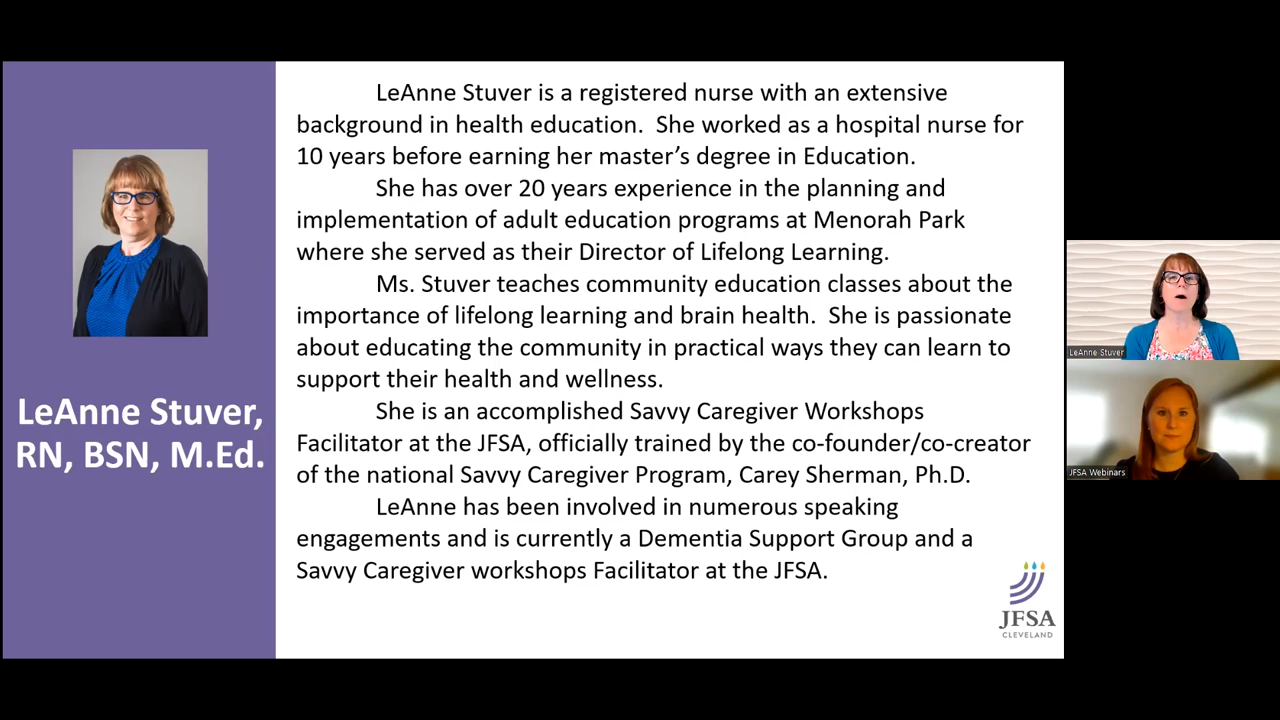 LeAnne Stuver,
RN, BSN, M.Ed.
LeAnne Stuver is a registered nurse with an extensive
background in health education.  She worked as a hospital nurse for
10 years before earning her master’s degree in Education.
She has over 20 years experience in the planning and
implementation of adult education programs at Menorah Park
where she served as their Director of Lifelong Learning.
Ms. Stuver teaches community education classes about the
importance of lifelong learning and brain health.  She is passionate
about educating the community in practical ways they can learn to
support their health and wellness.
She is an accomplished Savvy Caregiver Workshops
Facilitator at the JFSA, officially trained by the co-founder/co-creator
of the national Savvy Caregiver Program, Carey Sherman, Ph.D.
LeAnne has been involved in numerous speaking
engagements and is currently a Dementia Support Group and a
Savvy Caregiver workshops Facilitator at the JFSA.
JFSA
CLEVELAND
LeAnne Stuver
JFSA Webinars